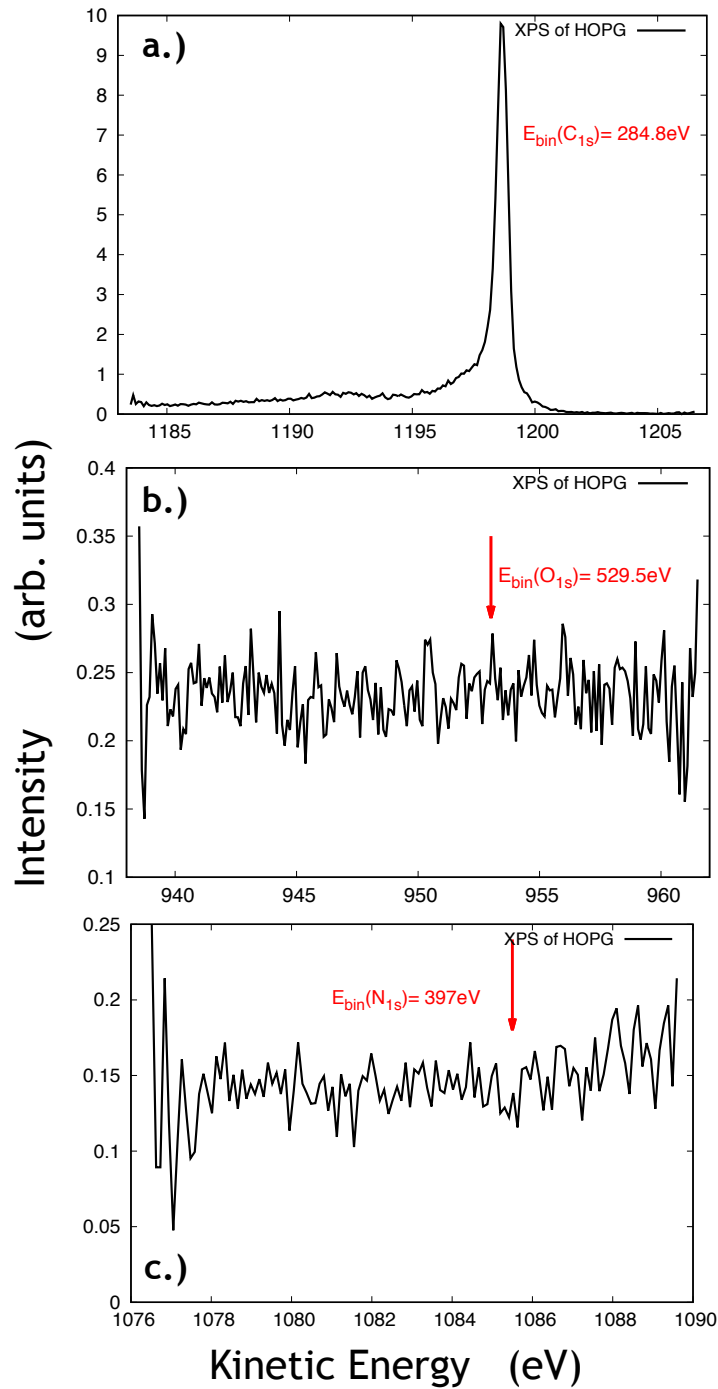 a.)
XPS of HOPG
E_bin(C_1s)= 284.8eV
10
9
8
7
6
5
4
3
2
1
0
1185 1190 1195 1200 1205
b.)
XPS of HOPG
E_bin(O_1s)= 529.5eV
0.4
0.35
0.3
0.25
0.2
0.15
0.1
940 945 950 955 960
XPS of HOPG
E_bin(N_1s)= 397eV
0.25
0.2
0.15
0.1
0.05
0
c.)
1076 1078 1080 1082 1084 1086 1088 1090
Intensity (arb. units)
Kinetic Energy (eV)